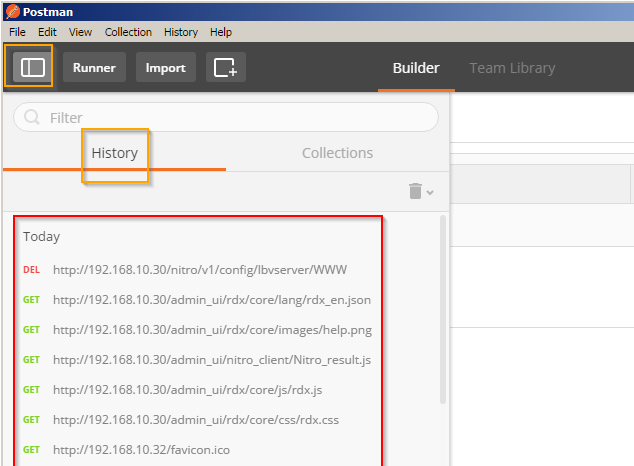 Postman
File Edit View Collection History Help
Runner Import Builder Team Library
Filter
History Collections
Today
DEL http://192.168.10.30/nitro/v1/config/lbvserver/WWW
GET http://192.168.10.30/admin_ui/rdx/core/lang/rdx_en.json
GET http://192.168.10.30/admin_ui/rdx/core/images/help.png
GET http://192.168.10.30/admin_ui/nitro_client/Nitro_result.js
GET http://192.168.10.30/admin_ui/rdx/core/js/rdx.js
GET http://192.168.10.30/admin_ui/rdx/core/css/rdx.css
GET http://192.168.10.32/favicon.ico